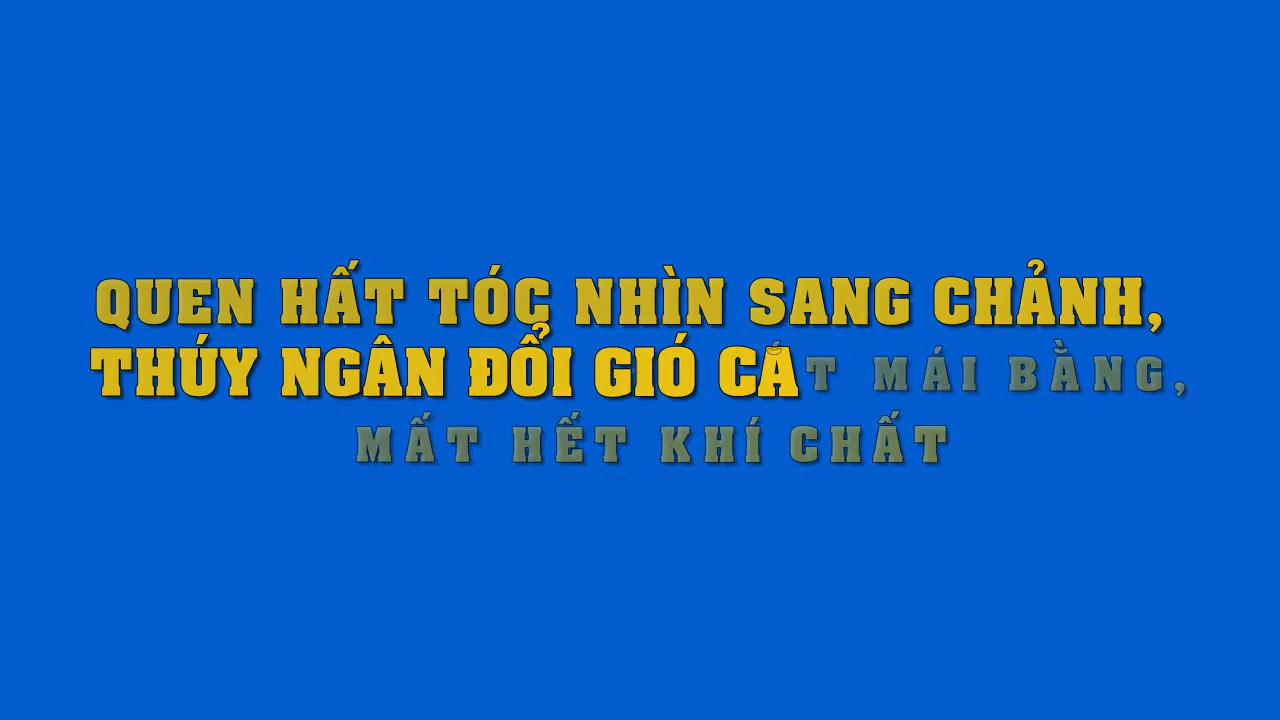 QUEN HẤT TÓC NHÌN SANG CHẢNH,
THÚY NGÂN ĐỔI GIÓ CẮT MÁI BẰNG,
MẤT HẾT KHÍ CHẤT